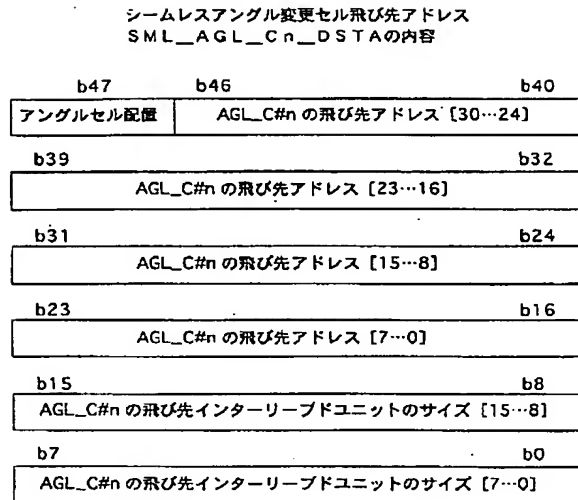 シームレスアングル変更セル飛び先アドレス
SML__AGL__Cn__DSTAの内容
b47 b46 b40
アングルセル配置 AGL_C#n の飛び先アドレス [30…24]
b39 b32
AGL_C#n の飛び先アドレス [23…16]
b31 b24
AGL_C#n の飛び先アドレス [15…8]
b23 b16
AGL_C#n の飛び先アドレス [7…0]
b15 b8
AGL_C#n の飛び先インターリーブドユニットのサイズ [15…8]
b7 b0
AGL_C#n の飛び先インターリーブドユニットのサイズ [7…0]